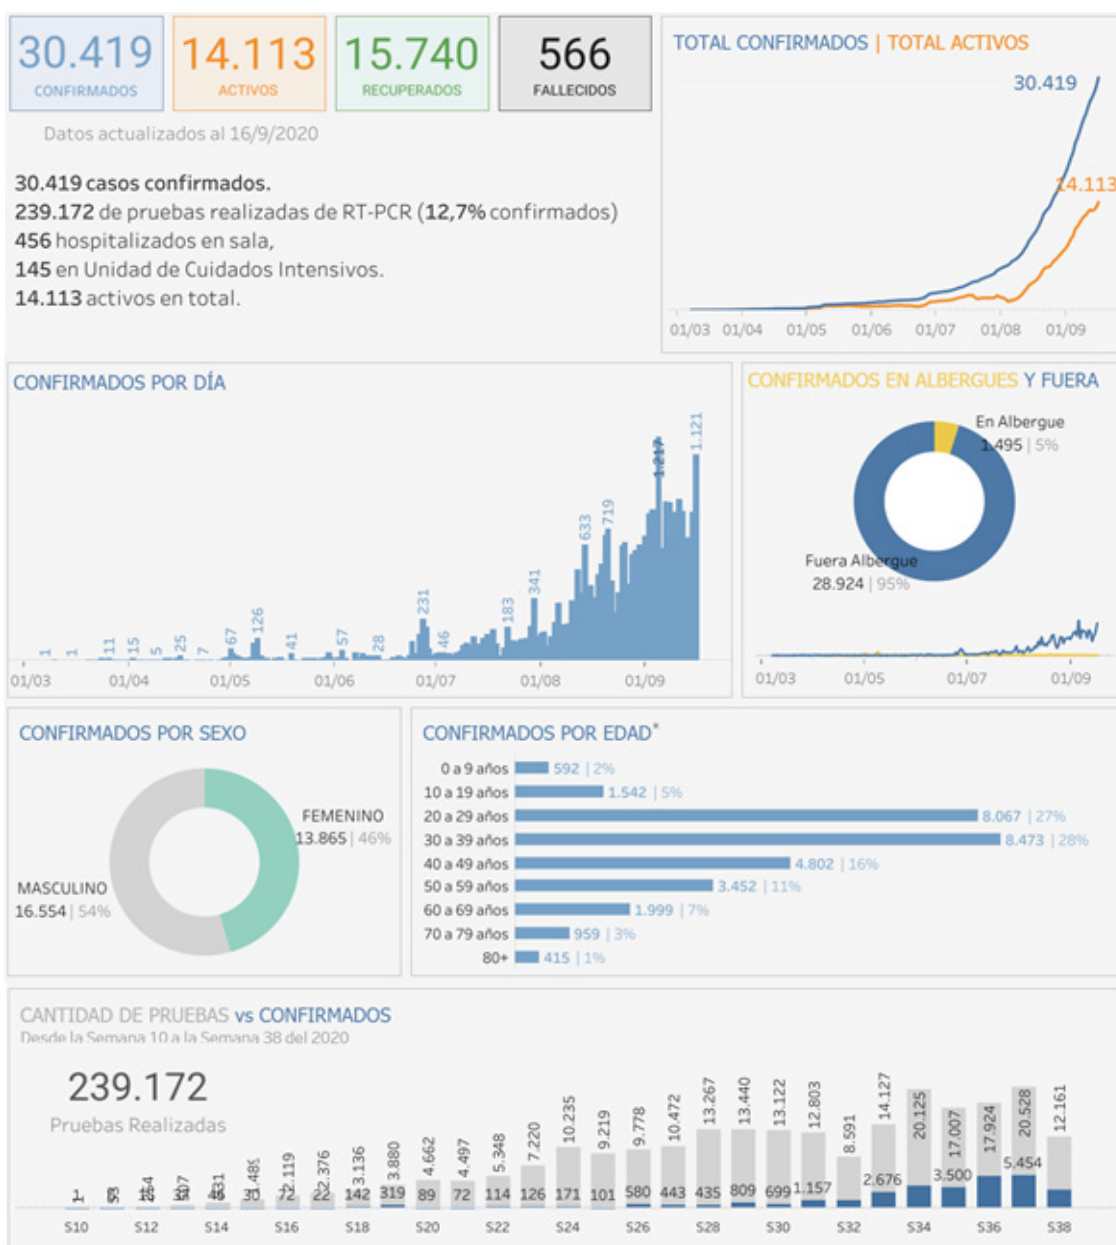 30.419
CONFIRMADOS
14.113
ACTIVOS
15.740
RECUPERADOS
566
FALLECIDOS
Datos actualizados al 16/9/2020
30.419 casos confirmados.
239.172 de pruebas realizadas de RT-PCR (12,7% confirmados)
456 hospitalizados en sala,
145 en Unidad de Cuidados Intensivos.
14.113 activos en total.
TOTAL CONFIRMADOS | TOTAL ACTIVOS
30.419
14.113
01/03 01/04 01/05 01/06 01/07 01/08 01/09
CONFIRMADOS POR DÍA
1 1 11 15 5 25 7 67 126 41 57 28 231 46 183 341 633 719 1.217 1.121
01/03 01/04 01/05 01/06 01/07 01/08 01/09
CONFIRMADOS EN ALBERGUES Y FUERA
En Albergue
1.495 | 5%
Fuera Albergue
28.924 | 95%
01/03 01/05 01/07 01/09
CONFIRMADOS POR SEXO
FEMENINO
13.865 | 46%
MASCULINO
16.554 | 54%
CONFIRMADOS POR EDAD*
0 a 9 años 592 | 2%
10 a 19 años 1.542 | 5%
20 a 29 años 8.067 | 27%
30 a 39 años 8.473 | 28%
40 a 49 años 4.802 | 16%
50 a 59 años 3.452 | 11%
60 a 69 años 1.999 | 7%
70 a 79 años 959 | 3%
80+ 415 | 1%
CANTIDAD DE PRUEBAS vs CONFIRMADOS
Desde la Semana 10 a la Semana 38 del 2020
239.172
Pruebas Realizadas
2.119 2.376 3.136 3.880 4.662 4.497 5.348 7.220 10.235 9.219 9.778 10.472 13.267 13.440 13.122 12.803 8.591 14.127 20.125 17.007 17.924 20.528 12.161
72 22 142 319 89 72 114 126 171 101 580 443 435 809 699 1.157 2.676 3.500 5.454
S10 S12 S14 S16 S18 S20 S22 S24 S26 S28 S30 S32 S34 S36 S38